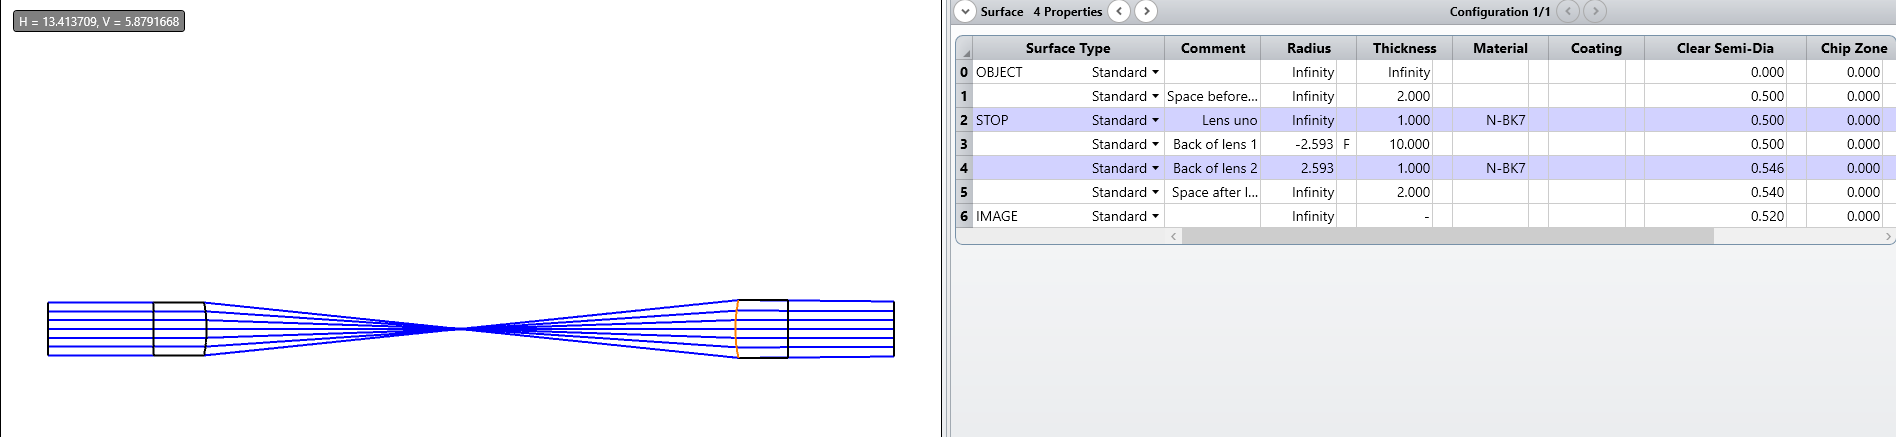 H = 13.413709, V = 5.8791668
Surface 4 Properties Configuration 1/1
Surface Type Comment Radius Thickness Material Coating Clear Semi-Dia Chip Zone
0 OBJECT Standard Infinity Infinity 0.000 0.000
1 Standard Space before... Infinity 2.000 0.500 0.000
2 STOP Standard Lens uno Infinity 1.000 N-BK7 0.500 0.000
3 Standard Back of lens 1 -2.593 F 10.000 0.500 0.000
4 Standard Back of lens 2 2.593 1.000 N-BK7 0.546 0.000
5 Standard Space after l... Infinity 2.000 0.540 0.000
6 IMAGE Standard Infinity - 0.520 0.000